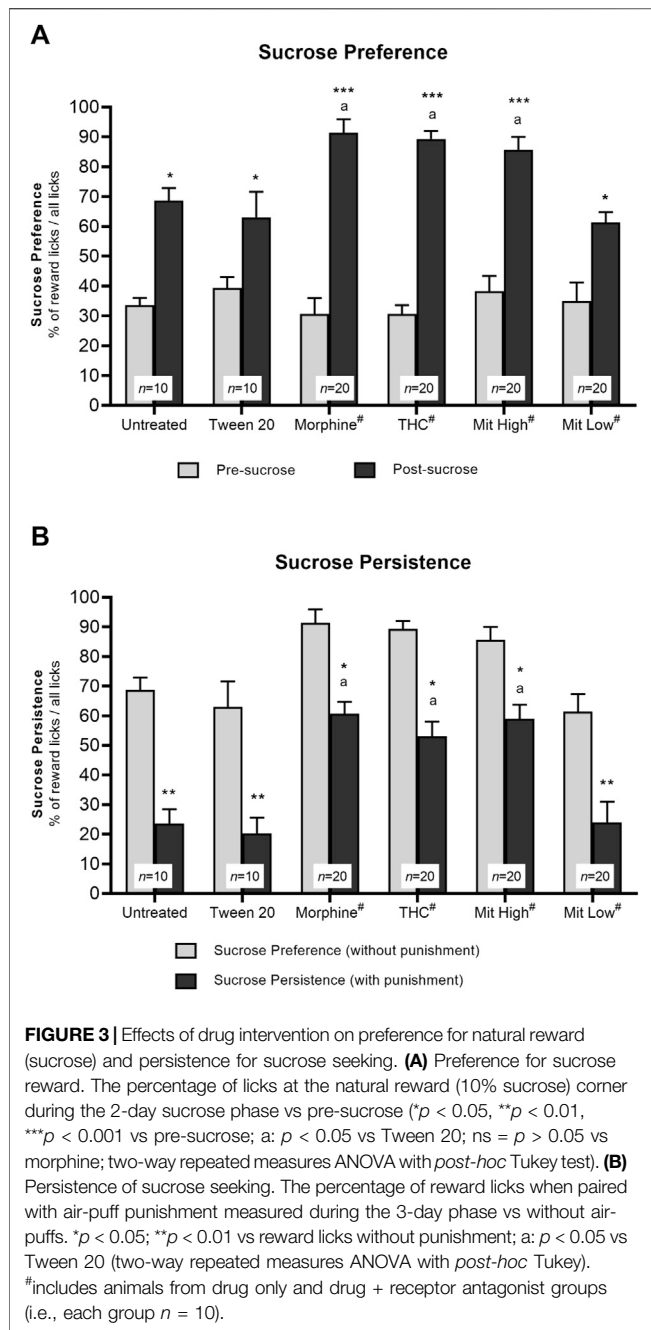 A
Sucrose Preference
Sucrose Preference
% of reward licks / all licks
100
90
80
70
60
50
40
30
20
10
0
* * *** a *** a *** a *
n=10 n=10 n=20 n=20 n=20 n=20
Untreated Tween 20 Morphine# THC# Mit High# Mit Low#
Pre-sucrose Post-sucrose
B
Sucrose Persistence
Sucrose Persistence
% of reward licks / all licks
100
90
80
70
60
50
40
30
20
10
0
** ** * a * a * a **
n=10 n=10 n=20 n=20 n=20 n=20
Untreated Tween 20 Morphine# THC# Mit High# Mit Low#
Sucrose Preference (without punishment)
Sucrose Persistence (with punishment)
FIGURE 3 | Effects of drug intervention on preference for natural reward
(sucrose) and persistence for sucrose seeking. (A) Preference for sucrose
reward. The percentage of licks at the natural reward (10% sucrose) corner
during the 2-day sucrose phase vs pre-sucrose (*p < 0.05, **p < 0.01,
***p < 0.001 vs pre-sucrose; a: p < 0.05 vs Tween 20; ns = p > 0.05 vs
morphine; two-way repeated measures ANOVA with post-hoc Tukey test). (B)
Persistence of sucrose seeking. The percentage of reward licks when paired
with air-puff punishment measured during the 3-day phase vs without air-
puffs. *p < 0.05; **p < 0.01 vs reward licks without punishment; a: p < 0.05 vs
Tween 20 (two-way repeated measures ANOVA with post-hoc Tukey).
#includes animals from drug only and drug + receptor antagonist groups
(i.e., each group n = 10).